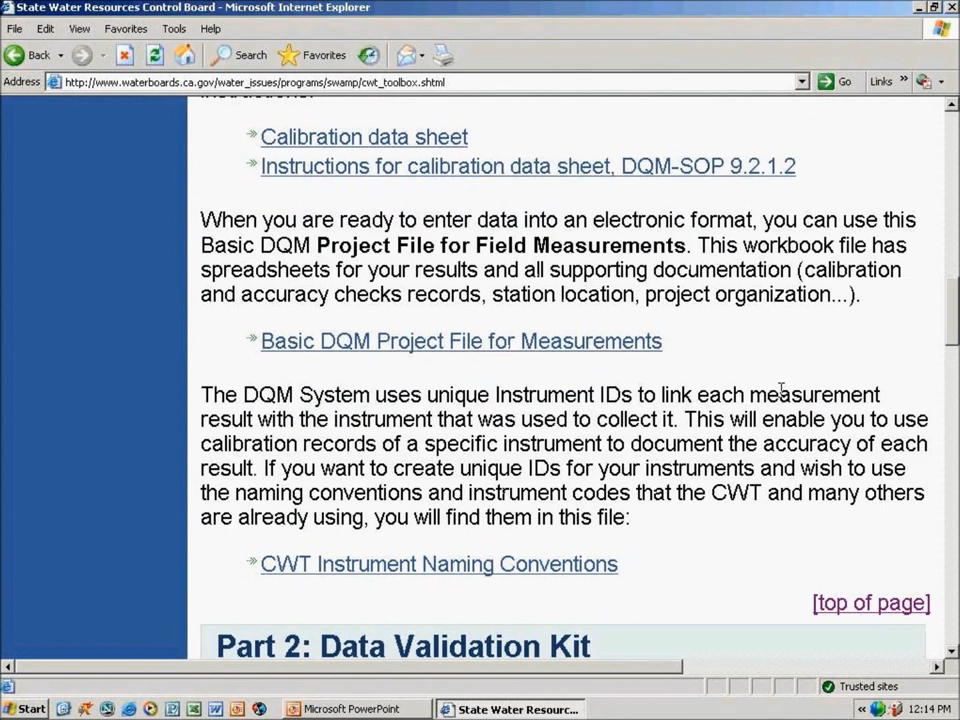 State Water Resources Control Board - Microsoft Internet Explorer
File Edit View Favorites Tools Help
Back Search Favorites
Address http://www.waterboards.ca.gov/water_issues/programs/swamp/cwt_toolbox.shtml Go Links »
Calibration data sheet
Instructions for calibration data sheet, DQM-SOP 9.2.1.2
When you are ready to enter data into an electronic format, you can use this
Basic DQM Project File for Field Measurements. This workbook file has
spreadsheets for your results and all supporting documentation (calibration
and accuracy checks records, station location, project organization...).
Basic DQM Project File for Measurements
The DQM System uses unique Instrument IDs to link each measurement
result with the instrument that was used to collect it. This will enable you to use
calibration records of a specific instrument to document the accuracy of each
result. If you want to create unique IDs for your instruments and wish to use
the naming conventions and instrument codes that the CWT and many others
are already using, you will find them in this file:
CWT Instrument Naming Conventions
[top of page]
Part 2: Data Validation Kit
Trusted sites
Start Microsoft PowerPoint State Water Resourc... « 12:14 PM